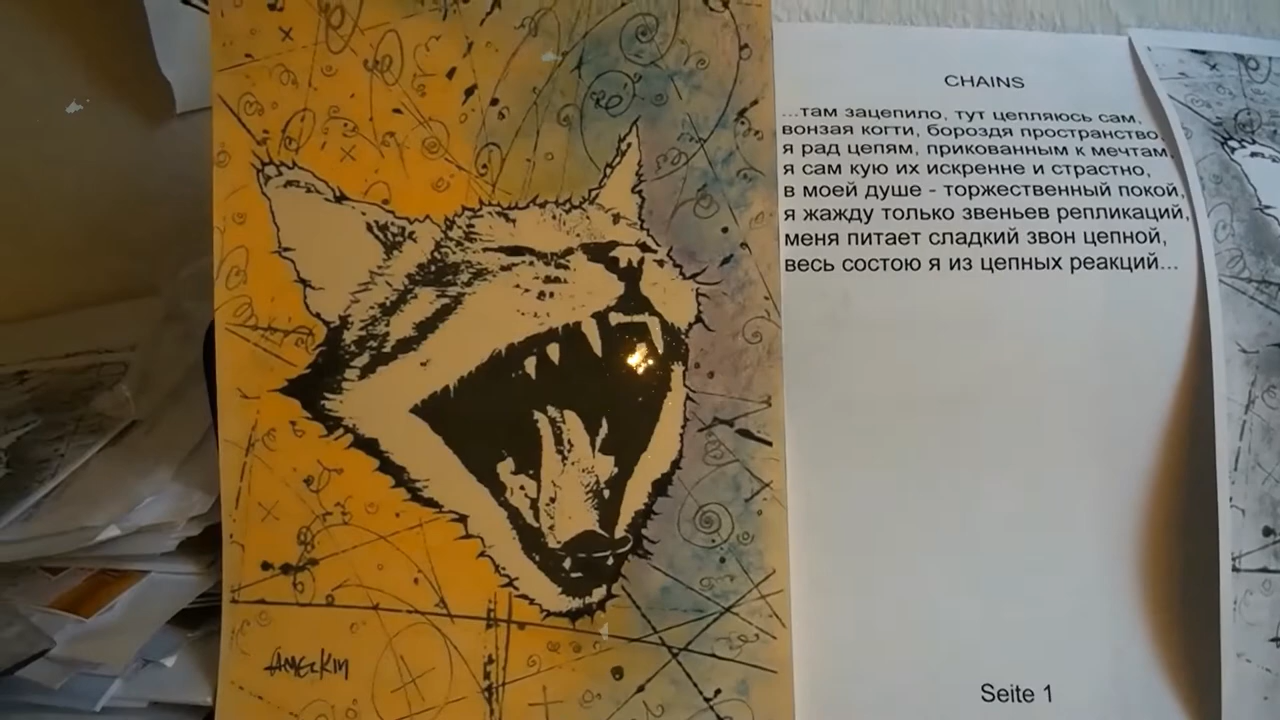 CHAINS
...там зацепило, тут цепляюсь сам,
вонзая когти, бороздя пространство,
я рад цепям, прикованным к мечтам,
я сам кую их искренне и страстно,
в моей душе - торжественный покой,
я жажду только звеньев репликаций,
меня питает сладкий звон цепной,
весь состою я из цепных реакций...
Seite 1